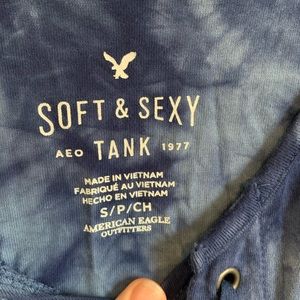 SOFT & SEXY
AEO TANK 1977
MADE IN VIETNAM
FABRIQUÉ AU VIETNAM
HECHO EN VIETNAM
S/P/CH
AMERICAN EAGLE
OUTFITTERS